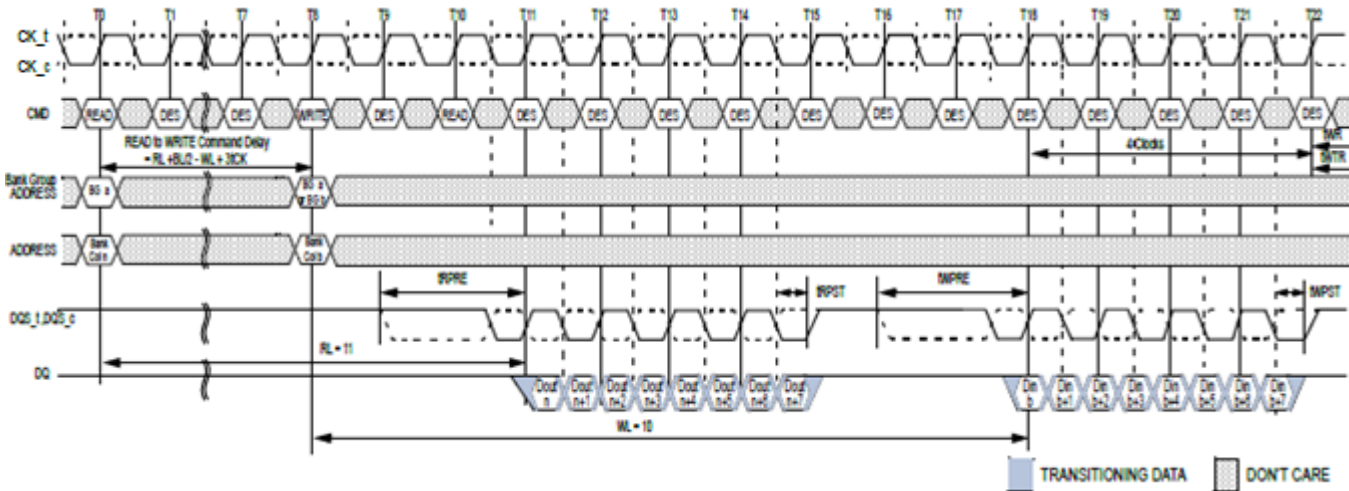 T0 T1 T7 T8 T9 T10 T11 T12 T13 T14 T15 T16 T17 T18 T19 T20 T21 T22
CK_t
CK_c
CMD READ DES DES WRITE DES READ DES DES DES DES DES DES DES DES DES DES DES DES
READ to WRITE Command Delay
= RL +BL/2 - WL + 3tCK
4 Clocks
tWR
tWTR
Bank Group
ADDRESS
BG a
BG a
or BG b
ADDRESS
Bank
Col n
Bank
Col b
tRPRE
tRPST
tWPRE
tWPST
DQS_t,DQS_c
RL = 11
DQ
Dout Dout Dout Dout Dout Dout Dout Dout Din Din Din Din Din Din Din Din
n n+1 n+2 n+3 n+4 n+5 n+6 n+7 b b+1 b+2 b+3 b+4 b+5 b+6 b+7
WL = 10
TRANSITIONING DATA DON'T CARE